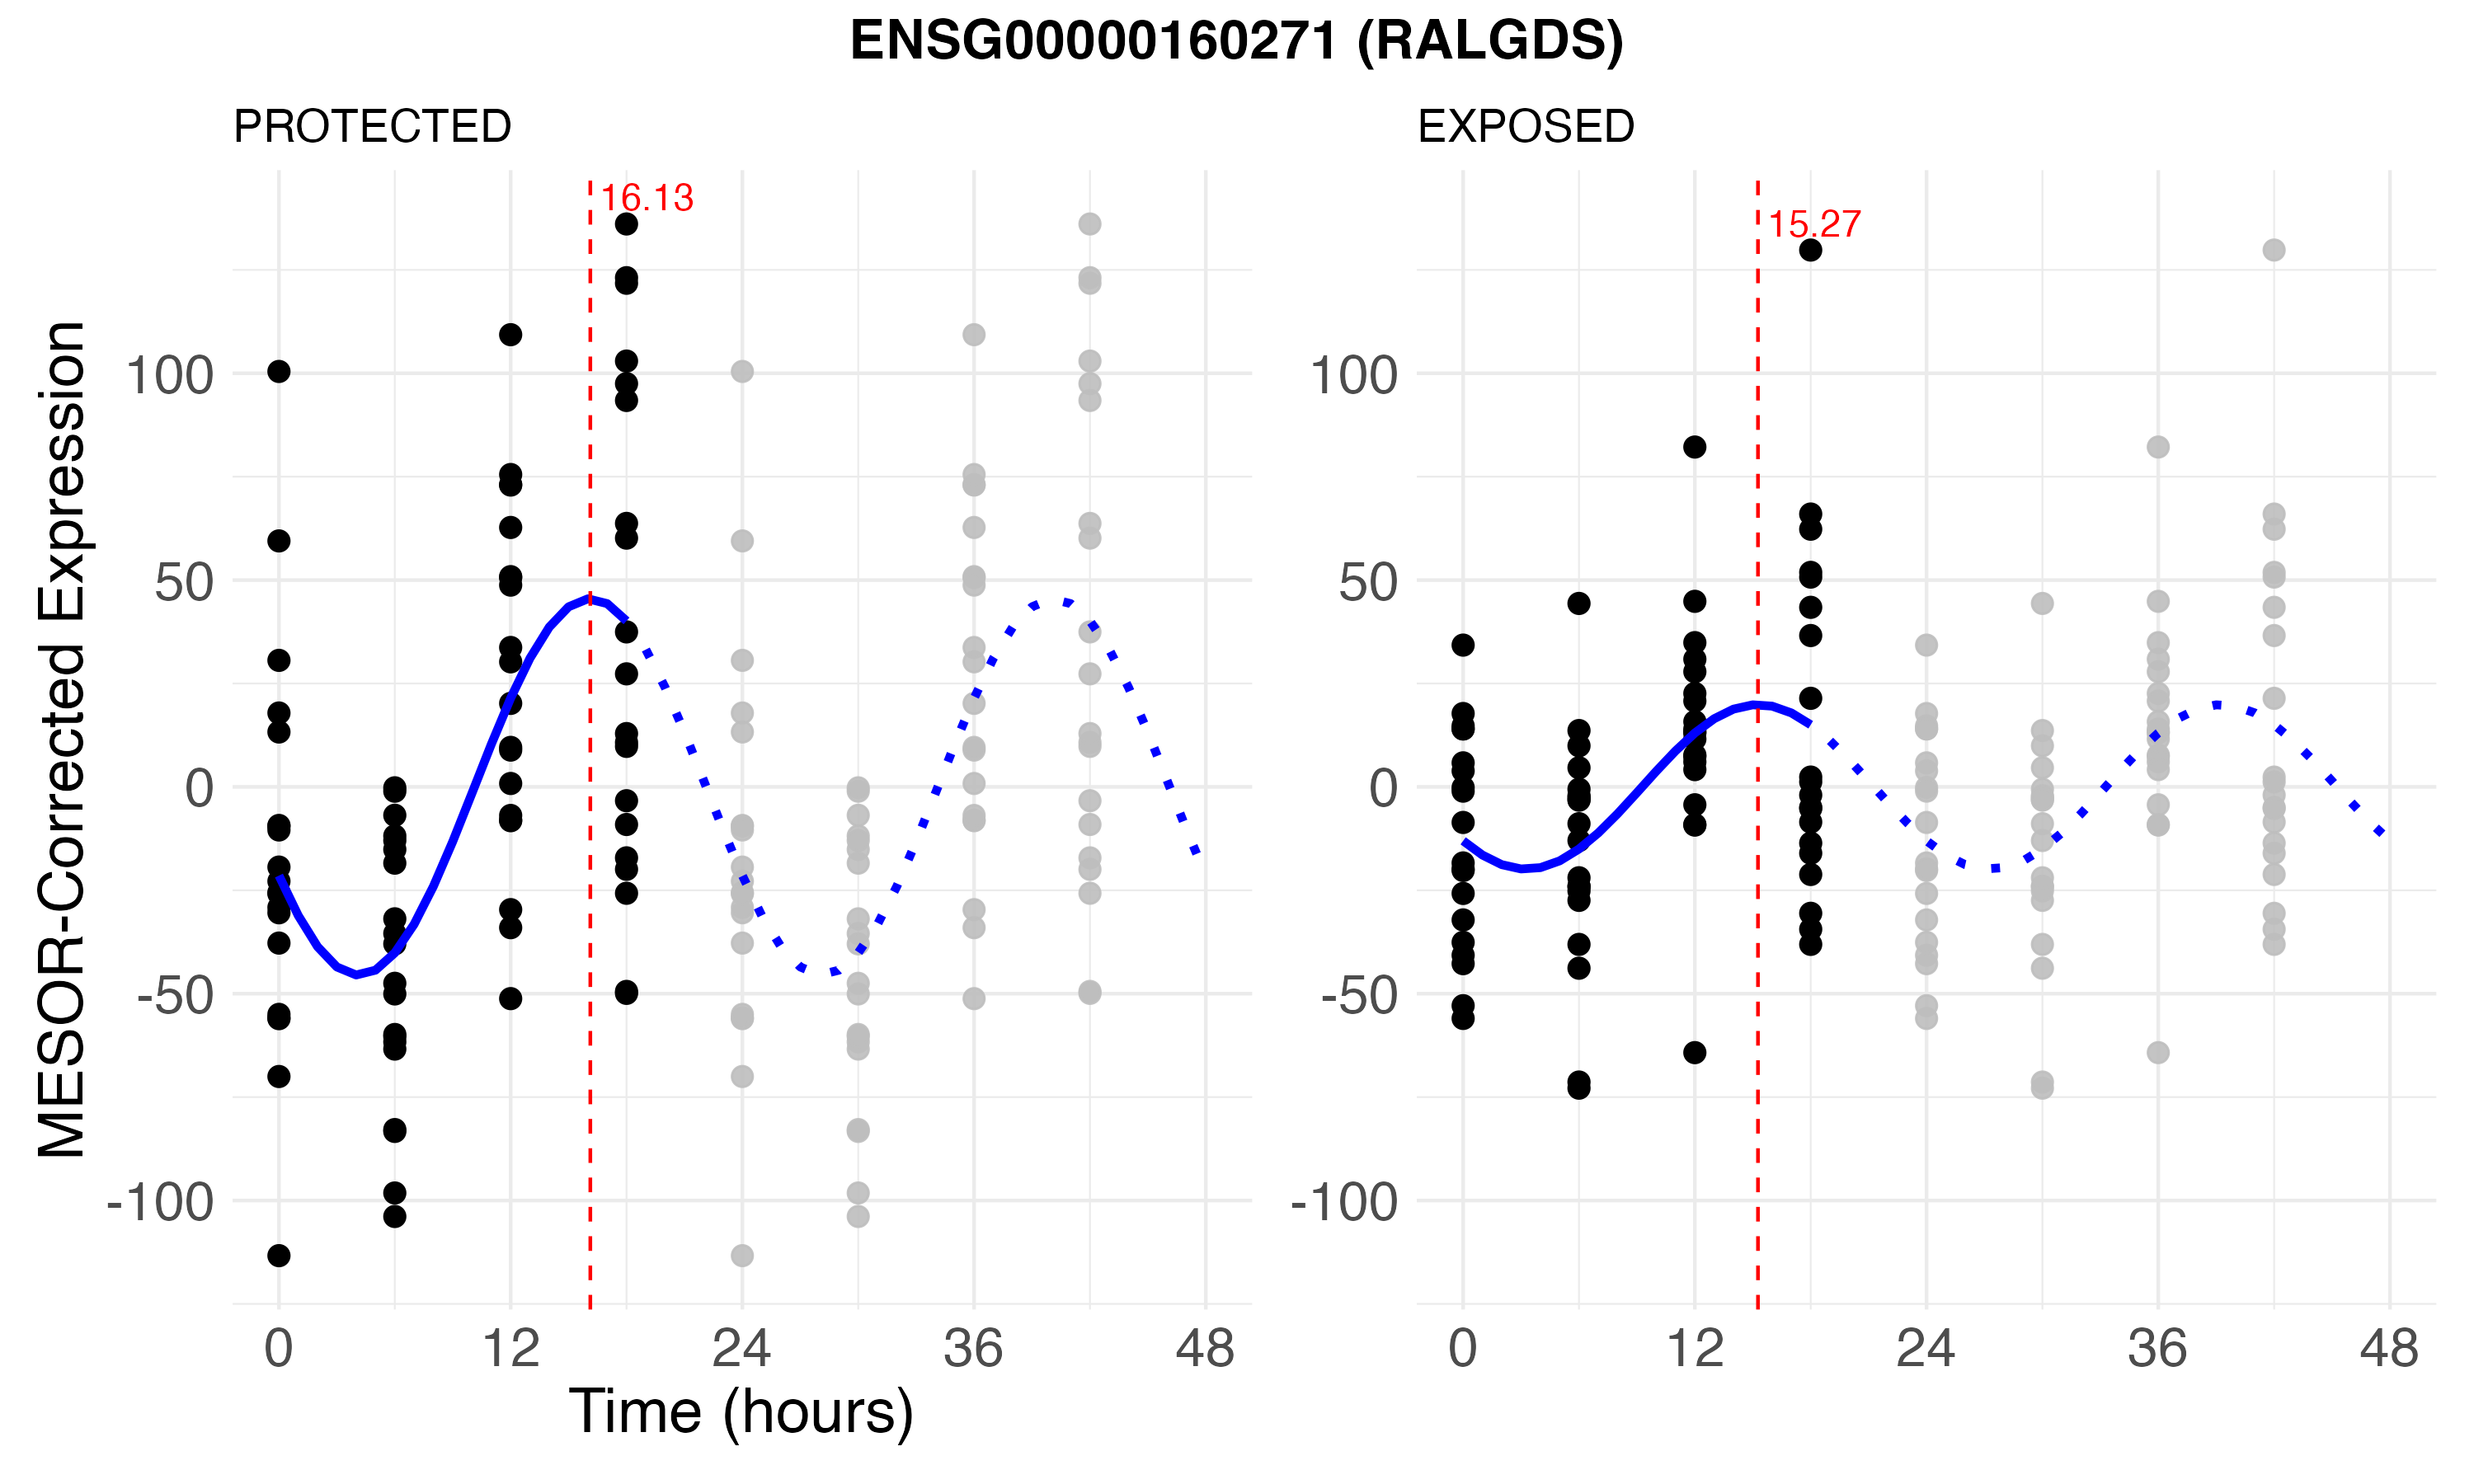 ENSG00000160271 (RALGDS)
PROTECTED
EXPOSED
16.13
15.27
MESOR-Corrected Expression
100
50
0
-50
-100
100
50
0
-50
-100
0 12 24 36 48
0 12 24 36 48
Time (hours)